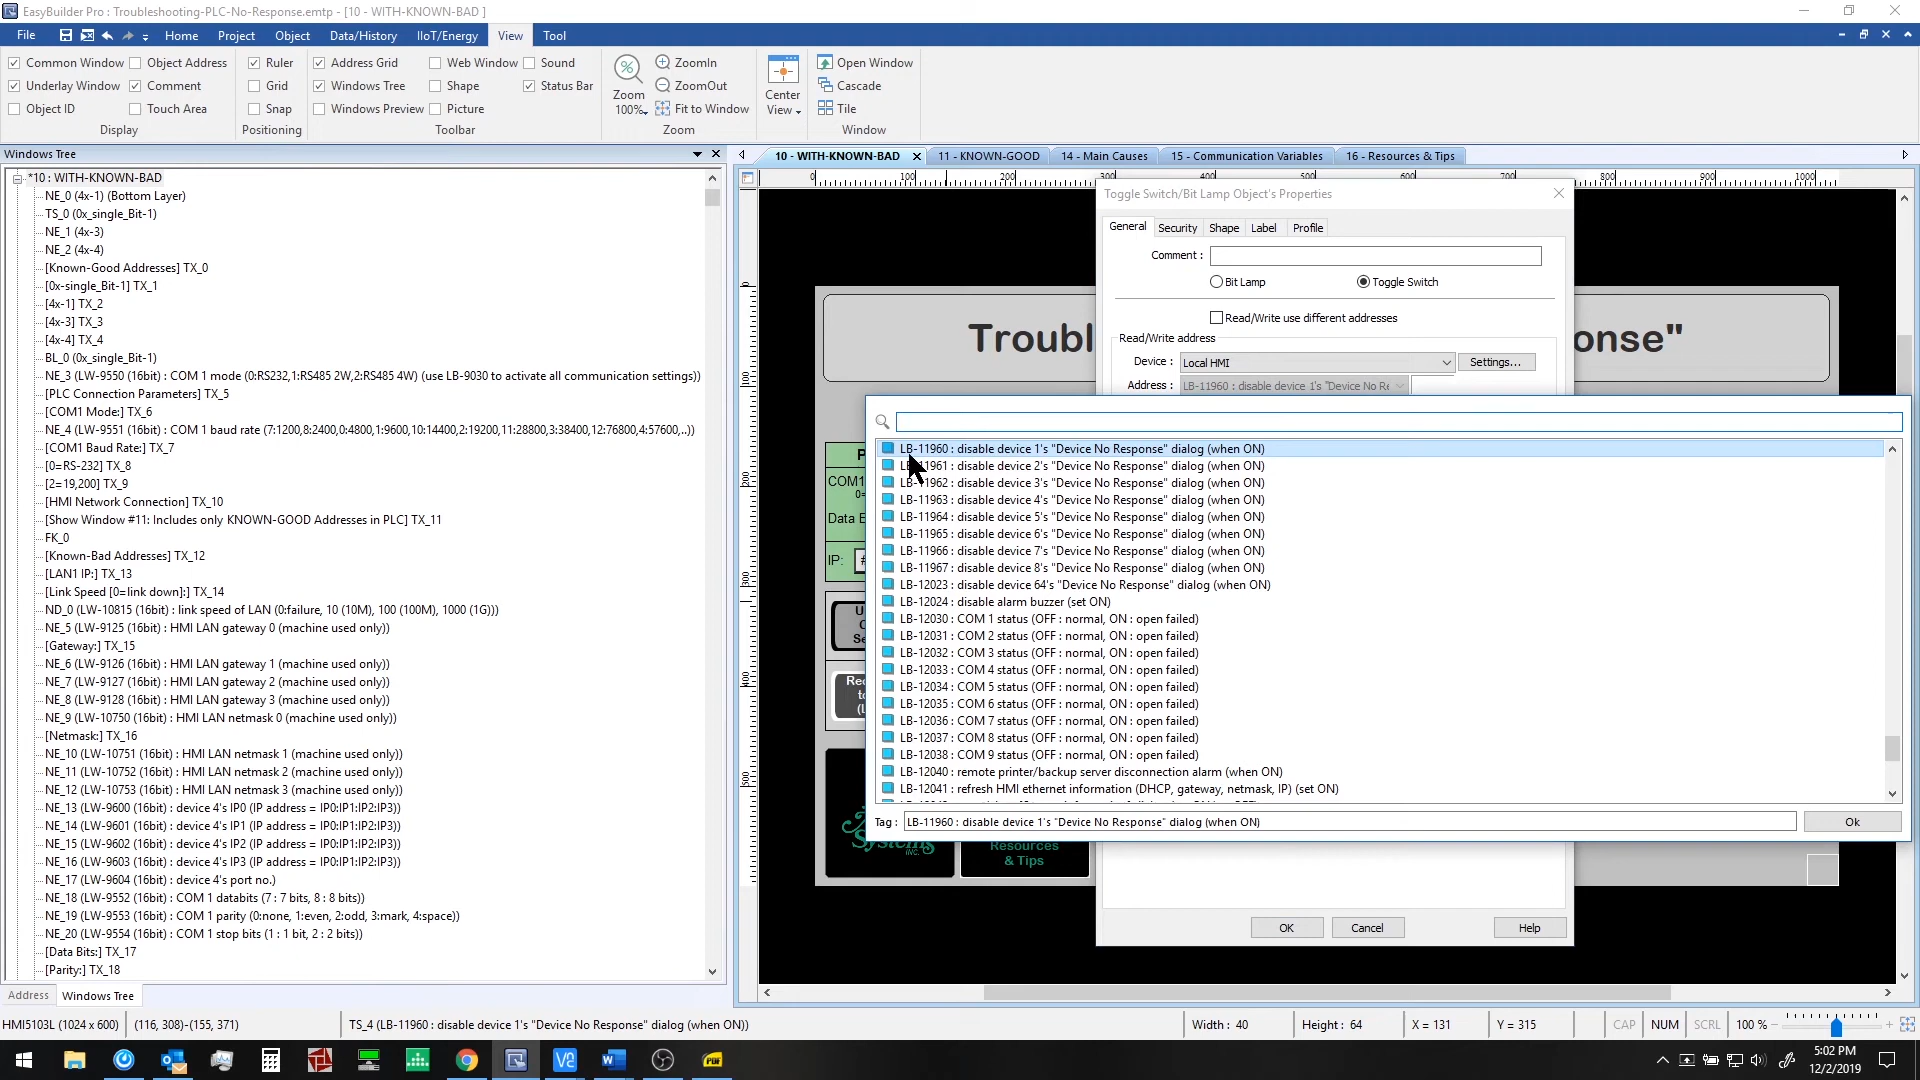 EasyBuilder Pro : Troubleshooting-PLC-No-Response.emtp - [10 - WITH-KNOWN-BAD ]
File Home Project Object Data/History IIoT/Energy View Tool
Common Window Object Address Ruler Address Grid Web Window Sound ZoomIn Open Window
Underlay Window Comment Grid Windows Tree Shape Status Bar ZoomOut Cascade
Zoom Center
Object ID Touch Area Snap Windows Preview Picture 100% Fit to Window View Tile
Display Positioning Toolbar Zoom Window
Windows Tree
10 - WITH-KNOWN-BAD 11 - KNOWN-GOOD 14 - Main Causes 15 - Communication Variables 16 - Resources & Tips
*10 : WITH-KNOWN-BAD
NE_0 (4x-1) (Bottom Layer)
TS_0 (0x_single_Bit-1)
NE_1 (4x-3)
NE_2 (4x-4)
[Known-Good Addresses] TX_0
[0x-single_Bit-1] TX_1
[4x-1] TX_2
[4x-3] TX_3
[4x-4] TX_4
BL_0 (0x_single_Bit-1)
NE_3 (LW-9550 (16bit) : COM 1 mode (0:RS232,1:RS485 2W,2:RS485 4W) (use LB-9030 to activate all communication settings))
[PLC Connection Parameters] TX_5
[COM1 Mode:] TX_6
NE_4 (LW-9551 (16bit) : COM 1 baud rate (7:1200,8:2400,0:4800,1:9600,10:14400,2:19200,11:28800,3:38400,12:76800,4:57600,..))
[COM1 Baud Rate:] TX_7
[0=RS-232] TX_8
[2=19,200] TX_9
[HMI Network Connection] TX_10
[Show Window #11: Includes only KNOWN-GOOD Addresses in PLC] TX_11
FK_0
[Known-Bad Addresses] TX_12
[LAN1 IP:] TX_13
[Link Speed [0=link down]:] TX_14
ND_0 (LW-10815 (16bit) : link speed of LAN (0:failure, 10 (10M), 100 (100M), 1000 (1G)))
NE_5 (LW-9125 (16bit) : HMI LAN gateway 0 (machine used only))
[Gateway:] TX_15
NE_6 (LW-9126 (16bit) : HMI LAN gateway 1 (machine used only))
NE_7 (LW-9127 (16bit) : HMI LAN gateway 2 (machine used only))
NE_8 (LW-9128 (16bit) : HMI LAN gateway 3 (machine used only))
NE_9 (LW-10750 (16bit) : HMI LAN netmask 0 (machine used only))
[Netmask:] TX_16
NE_10 (LW-10751 (16bit) : HMI LAN netmask 1 (machine used only))
NE_11 (LW-10752 (16bit) : HMI LAN netmask 2 (machine used only))
NE_12 (LW-10753 (16bit) : HMI LAN netmask 3 (machine used only))
NE_13 (LW-9600 (16bit) : device 4's IP0 (IP address = IP0:IP1:IP2:IP3))
NE_14 (LW-9601 (16bit) : device 4's IP1 (IP address = IP0:IP1:IP2:IP3))
NE_15 (LW-9602 (16bit) : device 4's IP2 (IP address = IP0:IP1:IP2:IP3))
NE_16 (LW-9603 (16bit) : device 4's IP3 (IP address = IP0:IP1:IP2:IP3))
NE_17 (LW-9604 (16bit) : device 4's port no.)
NE_18 (LW-9552 (16bit) : COM 1 databits (7 : 7 bits, 8 : 8 bits))
NE_19 (LW-9553 (16bit) : COM 1 parity (0:none, 1:even, 2:odd, 3:mark, 4:space))
NE_20 (LW-9554 (16bit) : COM 1 stop bits (1 : 1 bit, 2 : 2 bits))
[Data Bits:] TX_17
[Parity:] TX_18
Address Windows Tree
0 100 200 300 400 500 600 700 800 900 1000
0 100 200 300 400 500
Troubl
onse"
COM1
Data E
IP: #
Rec
Systems
INC.
Resources
& Tips
Toggle Switch/Bit Lamp Object's Properties
General Security Shape Label Profile
Comment :
Bit Lamp Toggle Switch
Read/Write use different addresses
Read/Write address
Device : Local HMI Settings...
Address : LB-11960 : disable device 1's "Device No Re
LB-11960 : disable device 1's "Device No Response" dialog (when ON)
LB-11961 : disable device 2's "Device No Response" dialog (when ON)
LB-11962 : disable device 3's "Device No Response" dialog (when ON)
LB-11963 : disable device 4's "Device No Response" dialog (when ON)
LB-11964 : disable device 5's "Device No Response" dialog (when ON)
LB-11965 : disable device 6's "Device No Response" dialog (when ON)
LB-11966 : disable device 7's "Device No Response" dialog (when ON)
LB-11967 : disable device 8's "Device No Response" dialog (when ON)
LB-12023 : disable device 64's "Device No Response" dialog (when ON)
LB-12024 : disable alarm buzzer (set ON)
LB-12030 : COM 1 status (OFF : normal, ON : open failed)
LB-12031 : COM 2 status (OFF : normal, ON : open failed)
LB-12032 : COM 3 status (OFF : normal, ON : open failed)
LB-12033 : COM 4 status (OFF : normal, ON : open failed)
LB-12034 : COM 5 status (OFF : normal, ON : open failed)
LB-12035 : COM 6 status (OFF : normal, ON : open failed)
LB-12036 : COM 7 status (OFF : normal, ON : open failed)
LB-12037 : COM 8 status (OFF : normal, ON : open failed)
LB-12038 : COM 9 status (OFF : normal, ON : open failed)
LB-12040 : remote printer/backup server disconnection alarm (when ON)
LB-12041 : refresh HMI ethernet information (DHCP, gateway, netmask, IP) (set ON)
Tag : LB-11960 : disable device 1's "Device No Response" dialog (when ON) Ok
OK Cancel Help
HMI5103L (1024 x 600) (116, 308)-(155, 371) TS_4 (LB-11960 : disable device 1's "Device No Response" dialog (when ON)) Width : 40 Height : 64 X = 131 Y = 315 CAP NUM SCRL 100 %
5:02 PM
12/2/2019